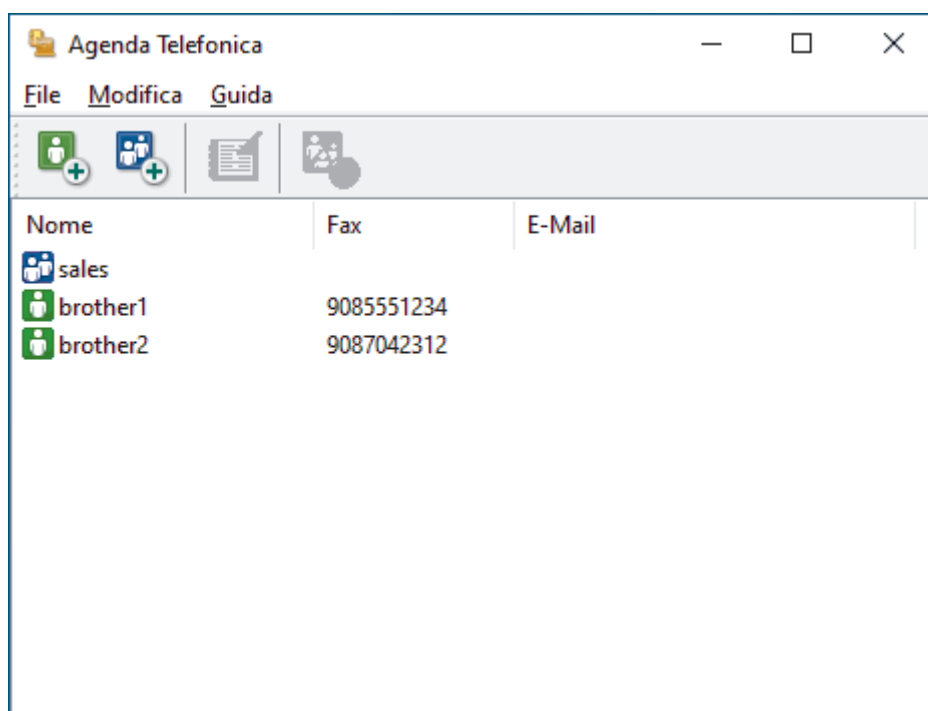 Agenda Telefonica
File Modifica Guida
Nome Fax E-Mail
sales
brother1 9085551234
brother2 9087042312